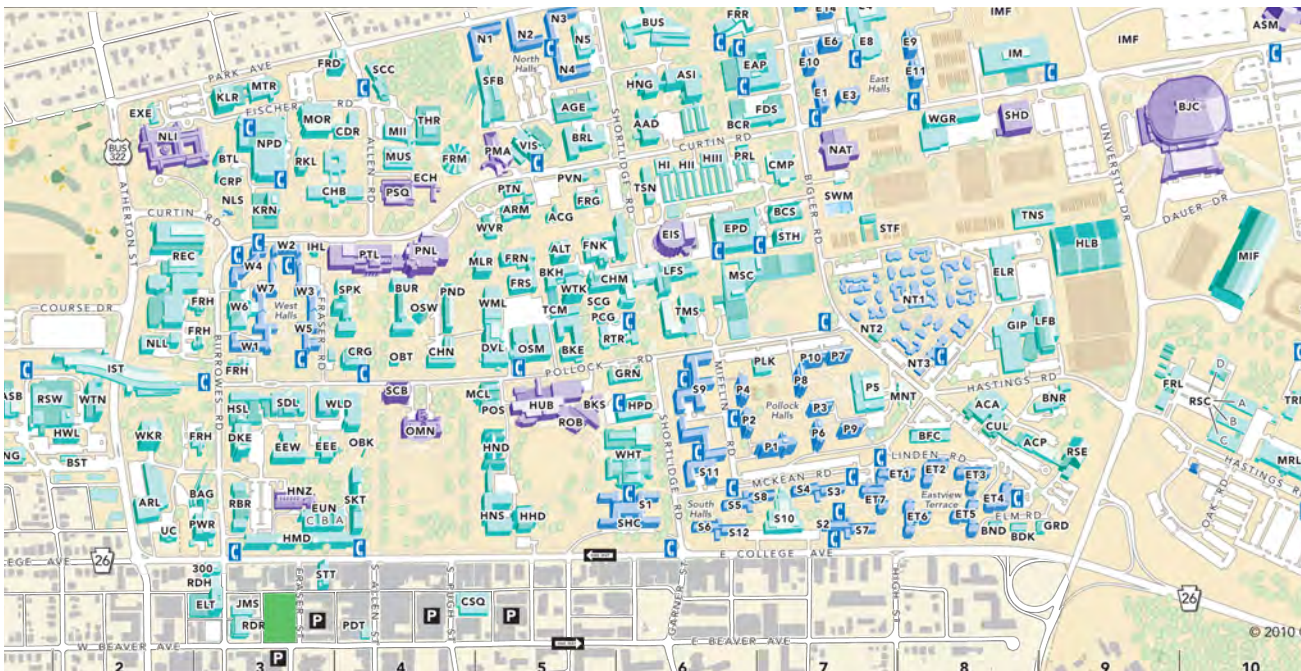 N3
BUS
FRR
E14
E4
IMF
ASM
N1
N2
N5
E6
E8
E9
IM
IMF
North
Halls
N4
EAP
E10
East
Halls
E11
FRD
SCC
PARK AVE
MTR
KLR
SFB
HNG
ASI
E1
E3
BJC
EXE
FISCHER RD
AGE
FDS
MOR
CDR
MII
THR
AAD
BCR
WGR
SHD
NLI
NPD
BRL
VIS
PMA
CURTIN RD
BUS
322
BTL
RKL
MUS
FRM
HI
HII
HIII
PRL
CMP
NAT
ALLEN RD
SHORTLIDGE RD
UNIVERSITY DR
CRP
CHB
ECH
PSQ
PVN
TSN
BIGLER RD
NLS
KRN
PTN
ARM
FRG
SWM
DAUER DR
ATHERTON ST
CURTIN RD
ACG
BCS
TNS
WVR
EIS
EPD
STH
STF
REC
W2
IHL
PTL
PNL
ALT
FNK
HLB
MIF
W4
MLR
FRN
BKH
CHM
LFS
MSC
ELR
W7
W3
SPK
BUR
OSW
PND
FRS
WTK
NT1
FRH
W6
West
Halls
FRASER RD
WML
TCM
SCG
PCG
TMS
COURSE DR
GIP
LFB
NT2
FRH
W5
RTR
NLL
W1
CRG
OBT
CHN
DVL
OSM
BKE
POLLOCK RD
NT3
IST
FRH
BURROWES RD
GRN
PLK
P10
P7
HASTINGS RD
ASB
RSW
WTN
SCB
MCL
HUB
BKS
S9
MIFFLIN RD
P4
P8
PS
MNT
FRL
D
RSC
A
B
C
TRL
HSL
SDL
WLD
POS
HPD
Pollock
Halls
P3
ACA
BNR
HWL
OMN
ROB
P2
CUL
DKE
WKR
FRH
EEW
EEE
OBK
HND
WHT
P1
P6
P9
BFC
ACP
NG
BST
RSE
MRL
S11
LINDEN RD
HASTINGS RD
MCKEAN RD
ET1
ET2
ET3
ARL
BAG
RBR
HNZ
SKT
S1
SHORTLIDGE RD
S8
S4
S3
ET7
Eastview
Terrace
ET4
OAK RD
EUN
C B A
HNS
HHD
SHC
South
Halls
S5
S10
UC
PWR
HMD
S6
S12
S2
S7
ET6
ET5
ELM RD
GRD
BND
BDK
E COLLEGE AVE
LEGE AVE
26
300
RDH
STT
26
ELT
JMS
FRASER ST
S ALLEN ST
S PUGH ST
CSQ
P
GARNER ST
HIGH ST
RDR
P
PDT
P
© 2010
W BEAVER AVE
E BEAVER AVE
P
2
3
4
5
6
7
8
9
10